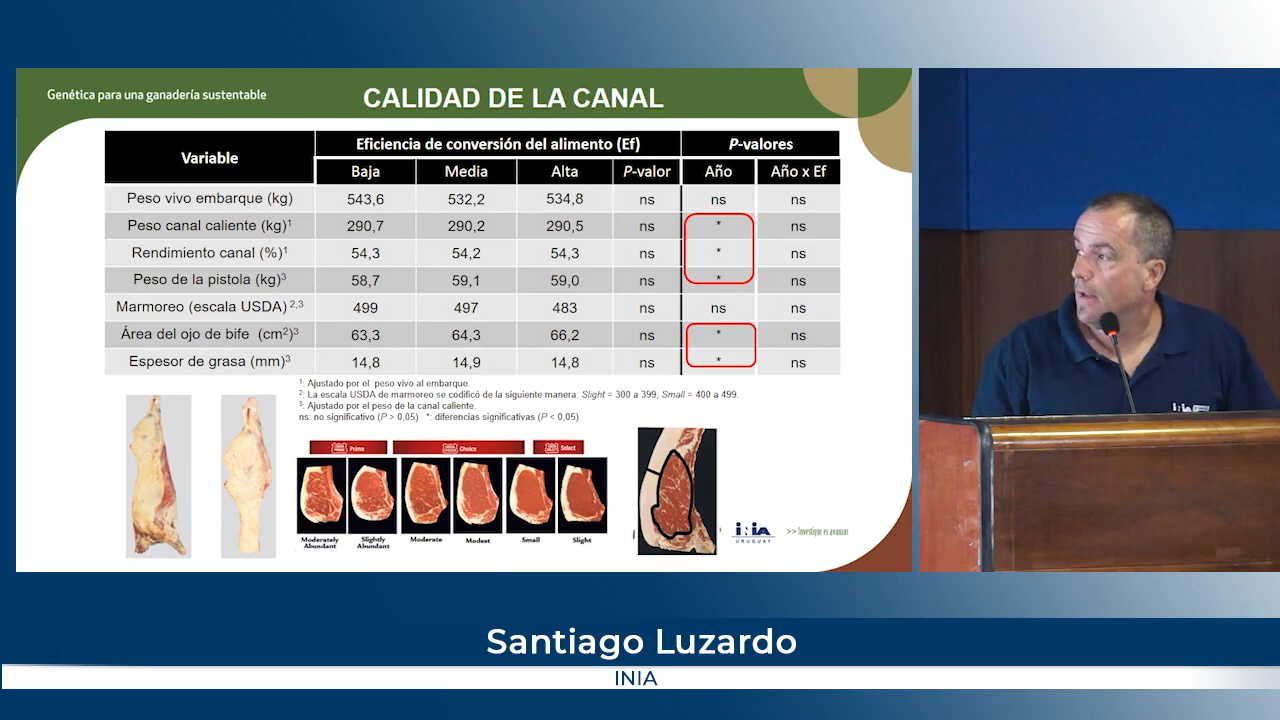 Genética para una ganadería sustentable
CALIDAD DE LA CANAL
Variable Eficiencia de conversión del alimento (Ef) P-valores
Baja Media Alta P-valor Año Año x Ef
Peso vivo embarque (kg) 543,6 532,2 534,8 ns ns ns
Peso canal caliente (kg)¹ 290,7 290,2 290,5 ns * ns
Rendimiento canal (%)¹ 54,3 54,2 54,3 ns * ns
Peso de la pistola (kg)³ 58,7 59,1 59,0 ns * ns
Marmoreo (escala USDA) 2,3 499 497 483 ns ns ns
Área del ojo de bife (cm²)³ 63,3 64,3 66,2 ns * ns
Espesor de grasa (mm)³ 14,8 14,9 14,8 ns * ns
¹: Ajustado por el peso vivo al embarque.
²: La escala USDA de marmoreo se codificó de la siguiente manera: Slight = 300 a 399, Small = 400 a 499.
³: Ajustado por el peso de la canal caliente.
ns: no significativo (P > 0,05) *: diferencias significativas (P < 0,05).
Prime Choice Select
Moderately Abundant Slightly Abundant Moderate Modest Small Slight
INIA
URUGUAY
>> Investigar es avanzar
Santiago Luzardo
INIA